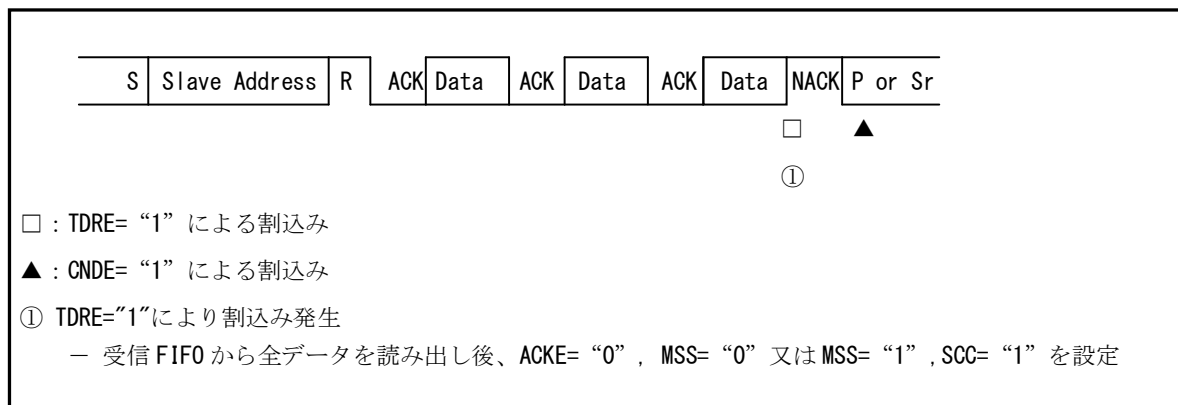 S Slave Address R ACK Data ACK Data ACK Data NACK P or Sr
□ ▲
①
□：TDRE= “1” による割込み
▲：CNDE= “1” による割込み
① TDRE="1"により割込み発生
－ 受信 FIFO から全データを読み出し後、ACKE= “0” , MSS= “0” 又は MSS= “1” ,SCC= “1” を設定